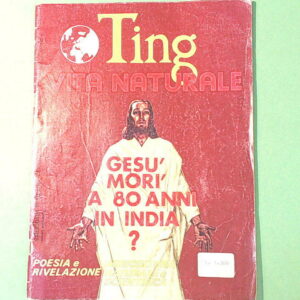 Ting
VITA NATURALE
GESU'
MORI'
A 80 ANNI
IN INDIA
?
POESIA e
RIVELAZIONE